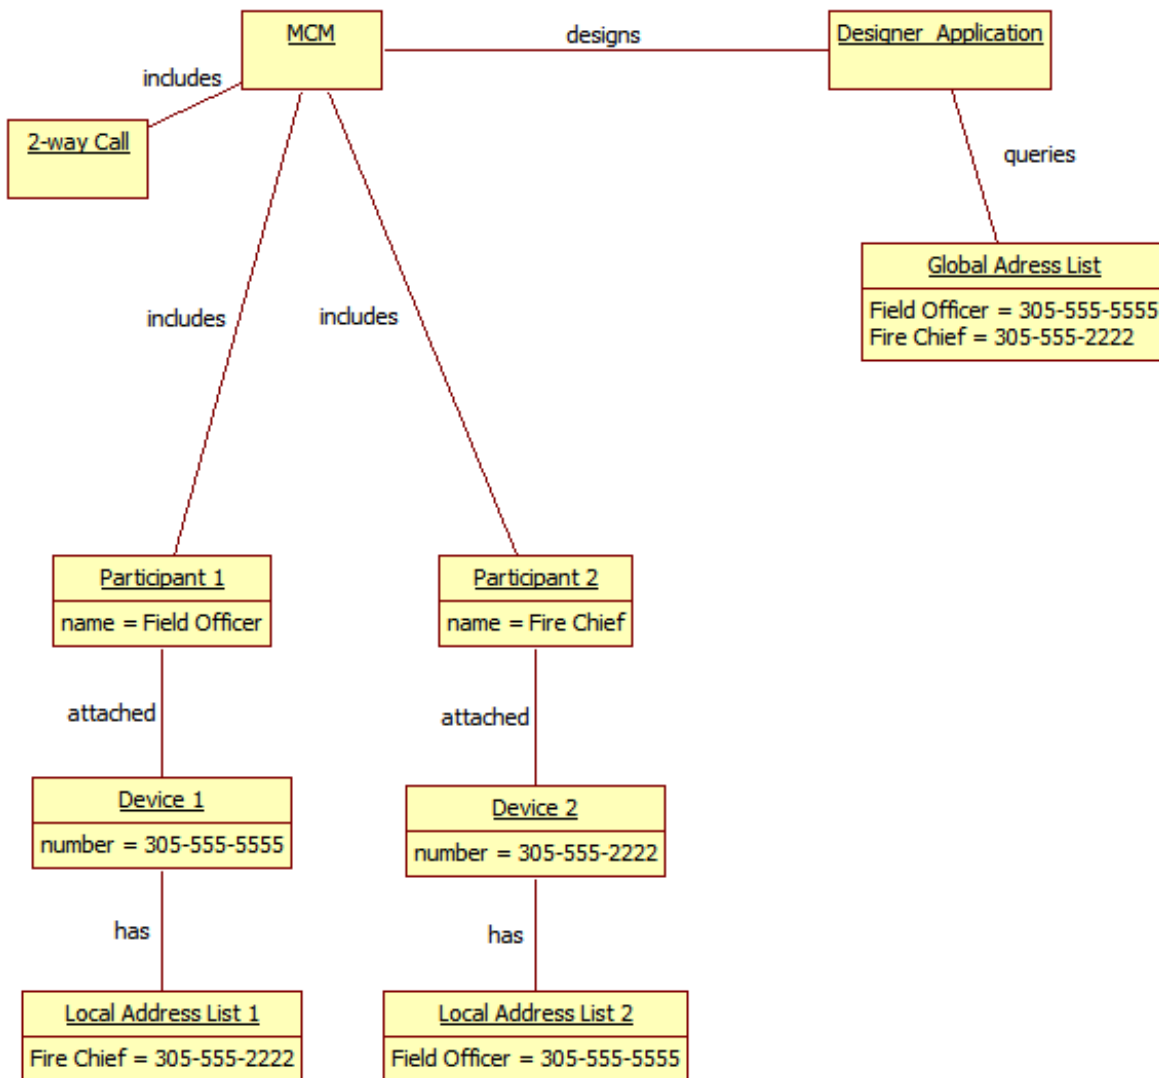 MCM
designs
Designer Application
includes
2-way Call
queries
Global Adress List
Field Officer = 305-555-5555
Fire Chief = 305-555-2222
includes
includes
Participant 1
name = Field Officer
Participant 2
name = Fire Chief
attached
attached
Device 1
number = 305-555-5555
Device 2
number = 305-555-2222
has
has
Local Address List 1
Fire Chief = 305-555-2222
Local Address List 2
Field Officer = 305-555-5555